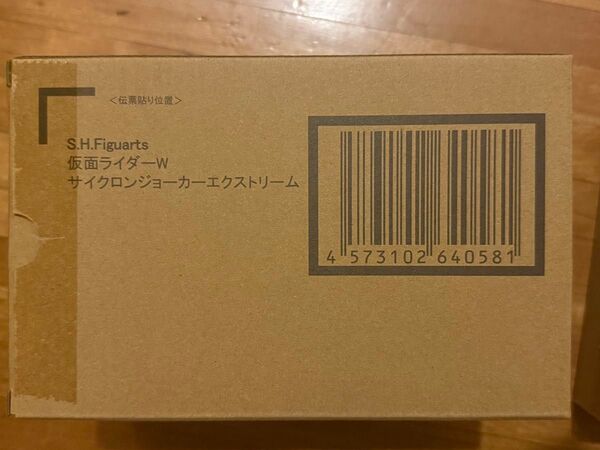 <伝票貼り位置>
S.H.Figuarts
仮面ライダーW
サイクロンジョーカーエクストリーム
4 573102 640581